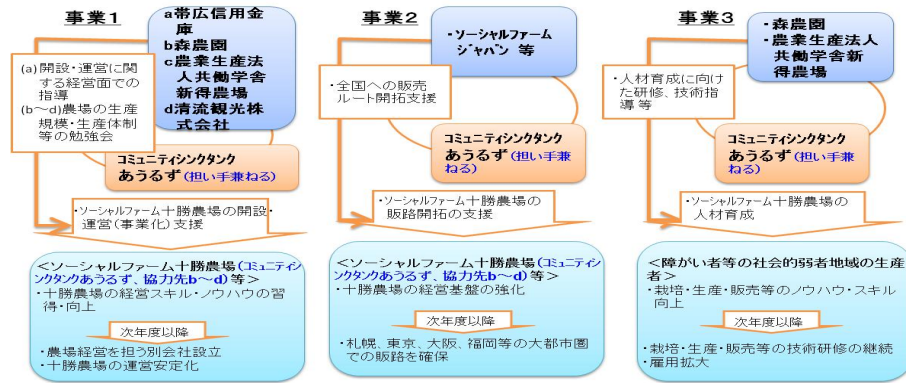 事業1
a帯広信用金
庫
b森農園
c農業生産法
人共働学舎
新得農場
d清流観光株
式会社
(a)開設・運営に関
する経営面での
指導
(b~d)農場の生産
規模・生産体制
等の勉強会
コミュニティシンクタンク
あうるず(担い手兼ねる)
・ソーシャルファーム十勝農場の開設・
運営(事業化)支援
<ソーシャルファーム十勝農場(コミュニティシ
ンクタンクあうるず、協力先b~d)等>
・十勝農場の経営スキル・ノウハウの習
得・向上
次年度以降
・農場経営を担う別会社設立
・十勝農場の運営安定化
事業2
・ソーシャルファーム
ジャパン 等
・全国への販売
ルート開拓支援
コミュニティシンクタンク
あうるず(担い手兼
ねる)
・ソーシャルファーム十勝農場の
販路開拓の支援
<ソーシャルファーム十勝農場(コミュニティシ
ンクタンクあうるず、協力先b~d)等>
・十勝農場の経営基盤の強化
次年度以降
・札幌、東京、大阪、福岡等の大都市圏
での販路を確保
事業3
・森農園
・農業生産法人
共働学舎新
得農場
・人材育成に向け
た研修、技術指
導等
コミュニティシンクタンク
あうるず(担い手兼
ねる)
・ソーシャルファーム十勝農場の
人材育成
<障がい者等の社会的弱者地域の生産
者>
・栽培・生産・販売等のノウハウ・スキル
向上
次年度以降
・栽培・生産・販売等の技術研修の継続
・雇用拡大